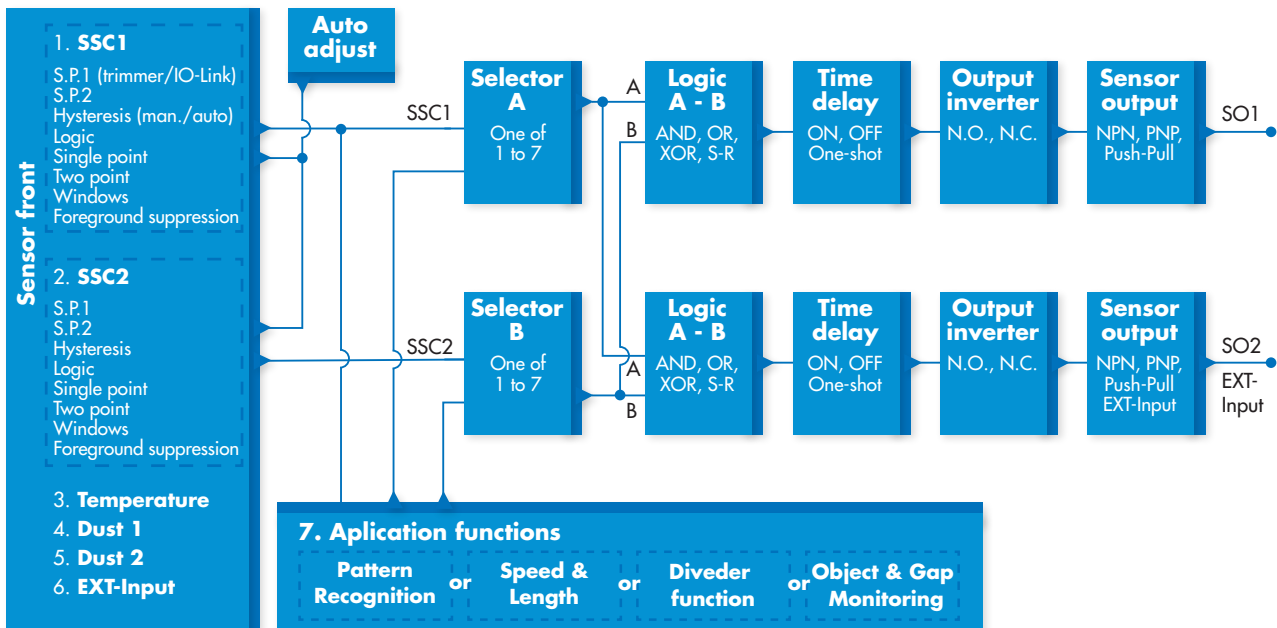 Sensor front
1. SSC1
S.P.1 (trimmer/IO-Link)
S.P.2
Hysteresis (man./auto)
Logic
Single point
Two point
Windows
Foreground suppression
2. SSC2
S.P.1
S.P.2
Hysteresis
Logic
Single point
Two point
Windows
Foreground suppression
3. Temperature
4. Dust 1
5. Dust 2
6. EXT-Input
Auto
adjust
SSC1
Selector
A
One of
1 to 7
A
B
Logic
A - B
AND, OR,
XOR, S-R
Time
delay
ON, OFF
One-shot
Output
inverter
N.O., N.C.
Sensor
output
NPN, PNP,
Push-Pull
SO1
SSC2
Selector
B
One of
1 to 7
A
B
Logic
A - B
AND, OR,
XOR, S-R
Time
delay
ON, OFF
One-shot
Output
inverter
N.O., N.C.
Sensor
output
NPN, PNP,
Push-Pull
EXT-Input
SO2
EXT-
Input
7. Aplication functions
Pattern
Recognition
or
Speed &
Length
or
Diveder
function
or
Object & Gap
Monitoring